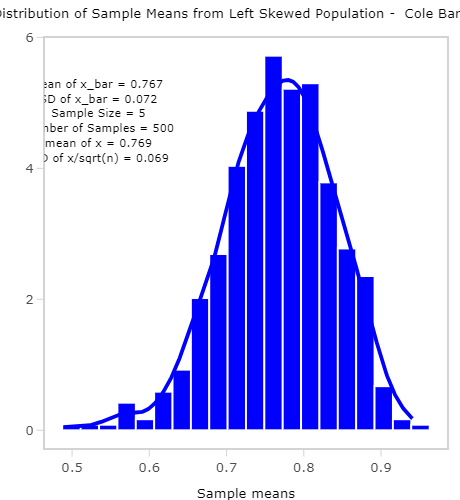 istribution of Sample Means from Left Skewed Population - Cole Bar
ean of x_bar = 0.767
SD of x_bar = 0.072
Sample Size = 5
mber of Samples = 500
mean of x = 0.769
D of x/sqrt(n) = 0.069
6
4
2
0
0.5 0.6 0.7 0.8 0.9
Sample means